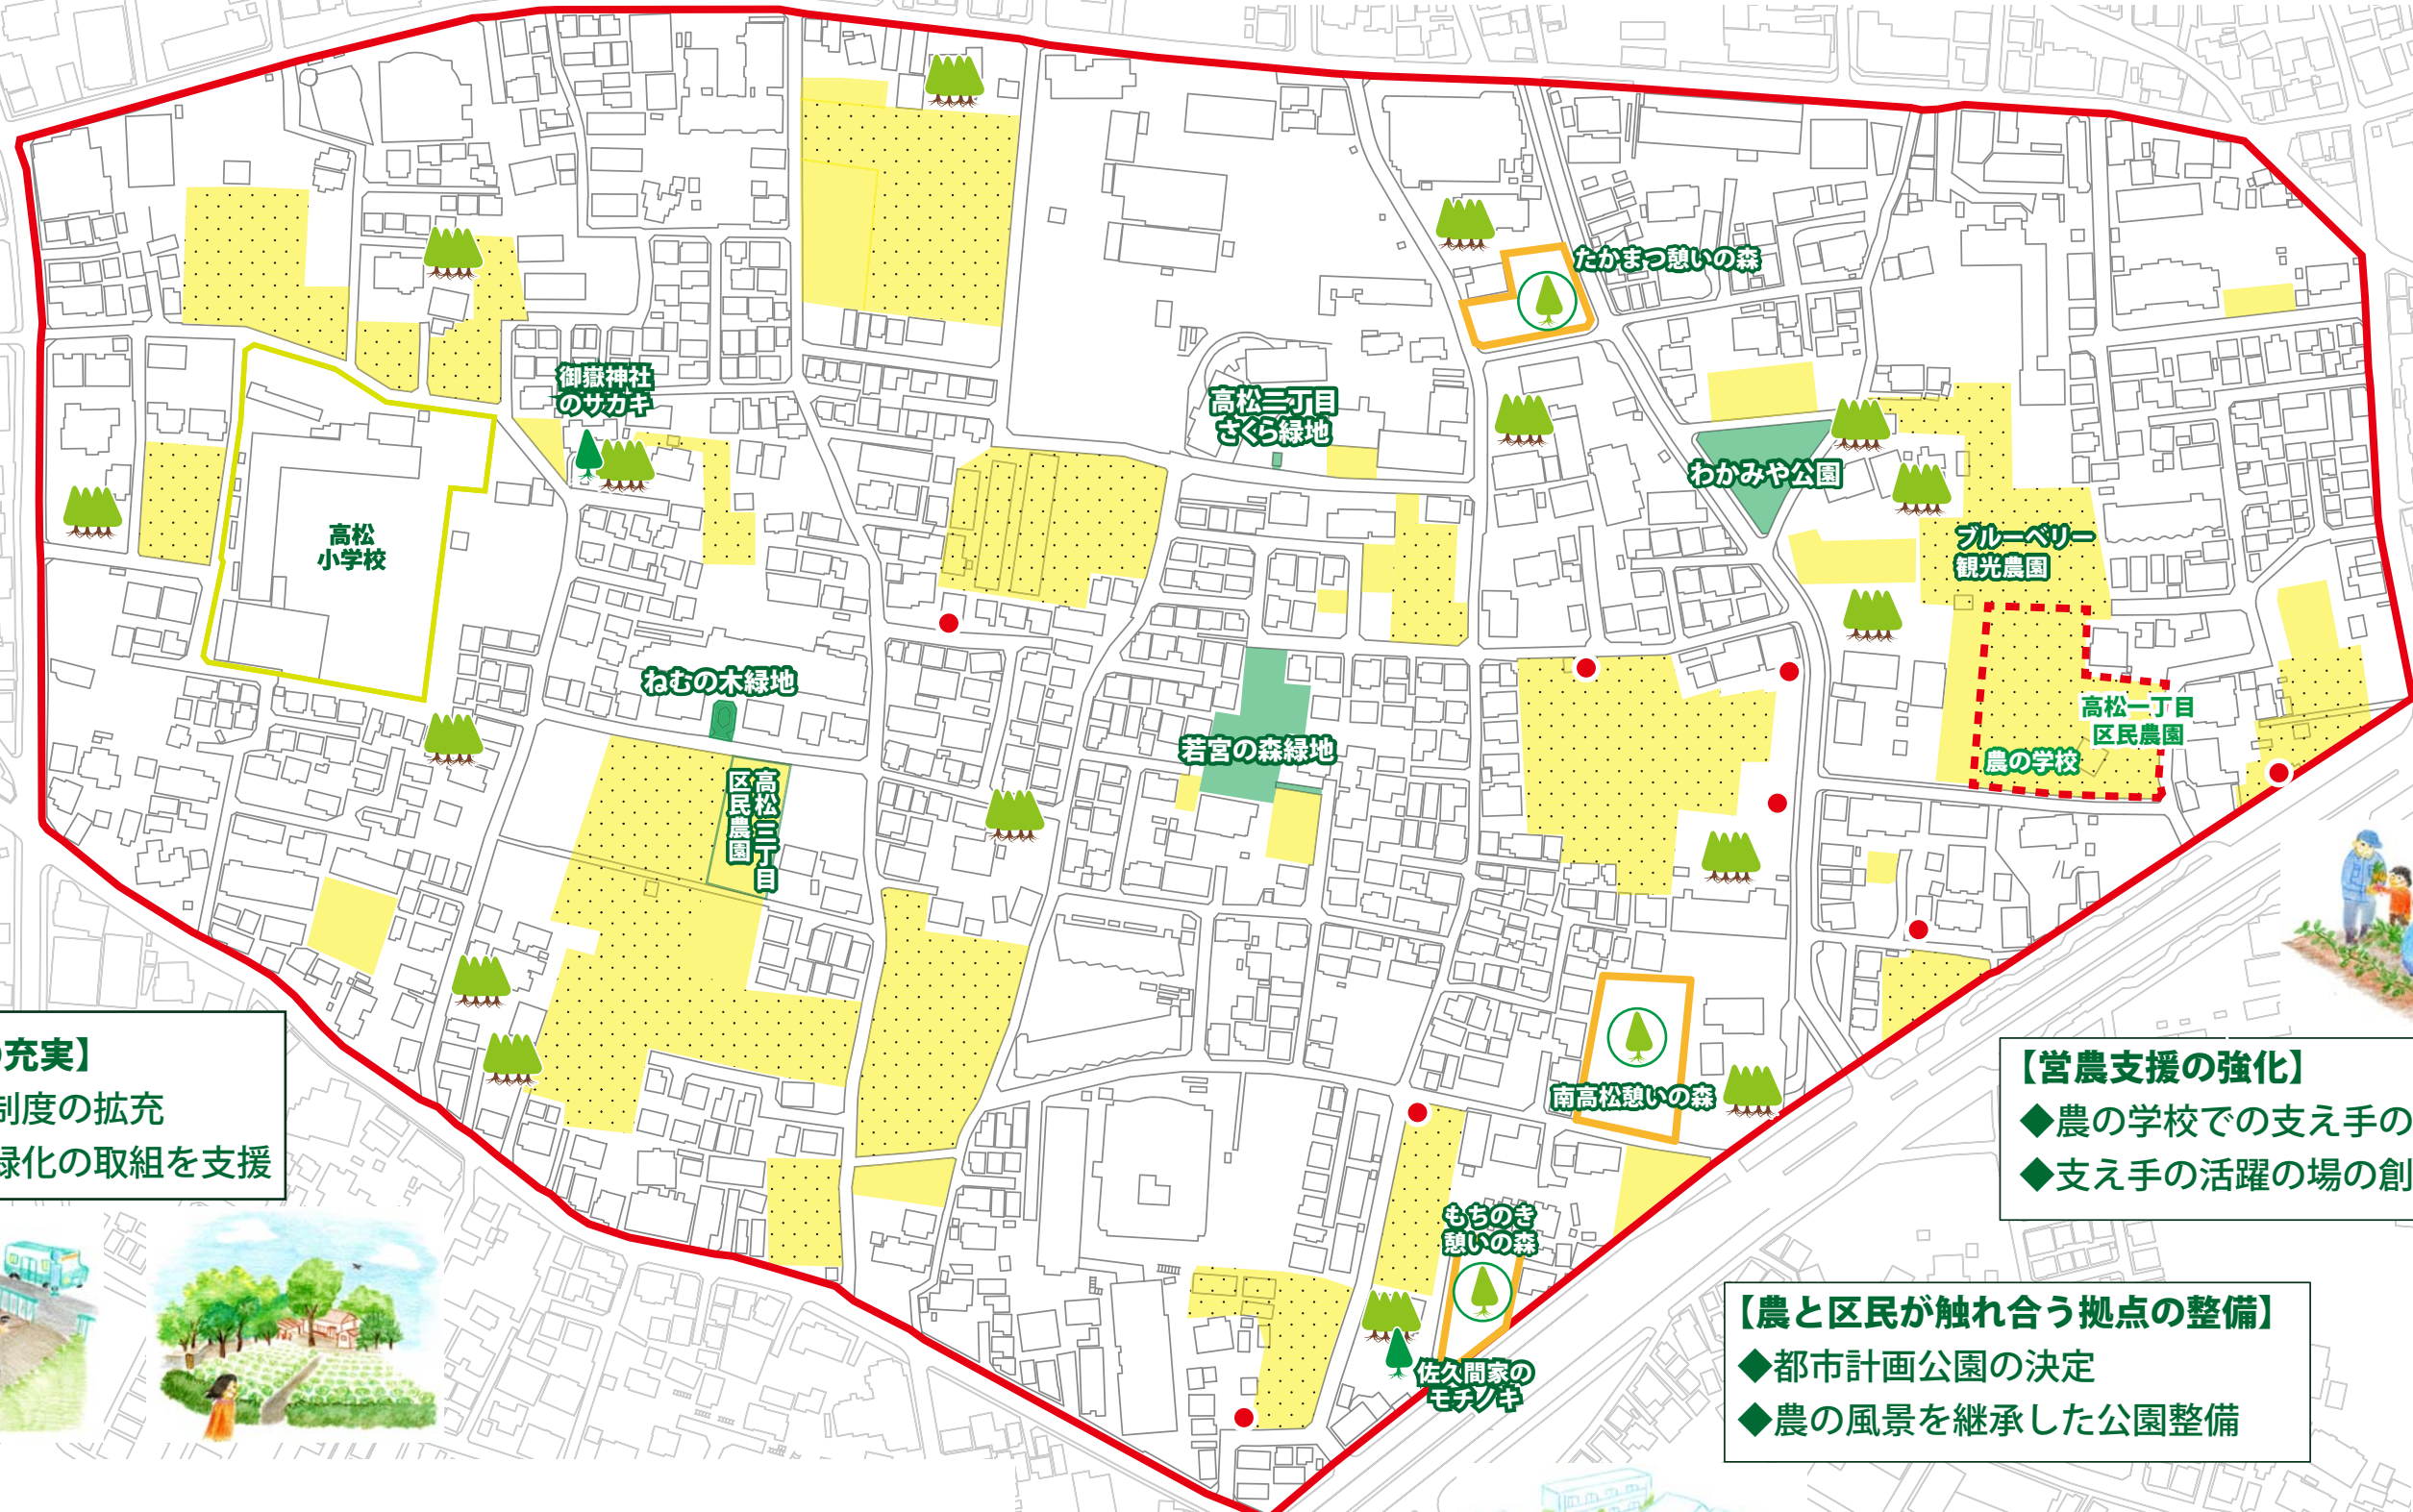 たかまつ憩いの森
御嶽神社
のサカキ
高松二丁目
さくら緑地
わかみや公園
高松
小学校
ブルーベリー
観光農園
ねむの木緑地
高松一丁目
区民農園
若宮の森緑地
農の学校
高松三丁目
区民農園
南高松憩いの森
充実】
制度の拡充
緑化の取組を支援
【営農支援の強化】
◆農の学校での支え手の
◆支え手の活躍の場の創
もちのき
憩いの森
佐久間家の
モチノキ
【農と区民が触れ合う拠点の整備】
◆都市計画公園の決定
◆農の風景を継承した公園整備